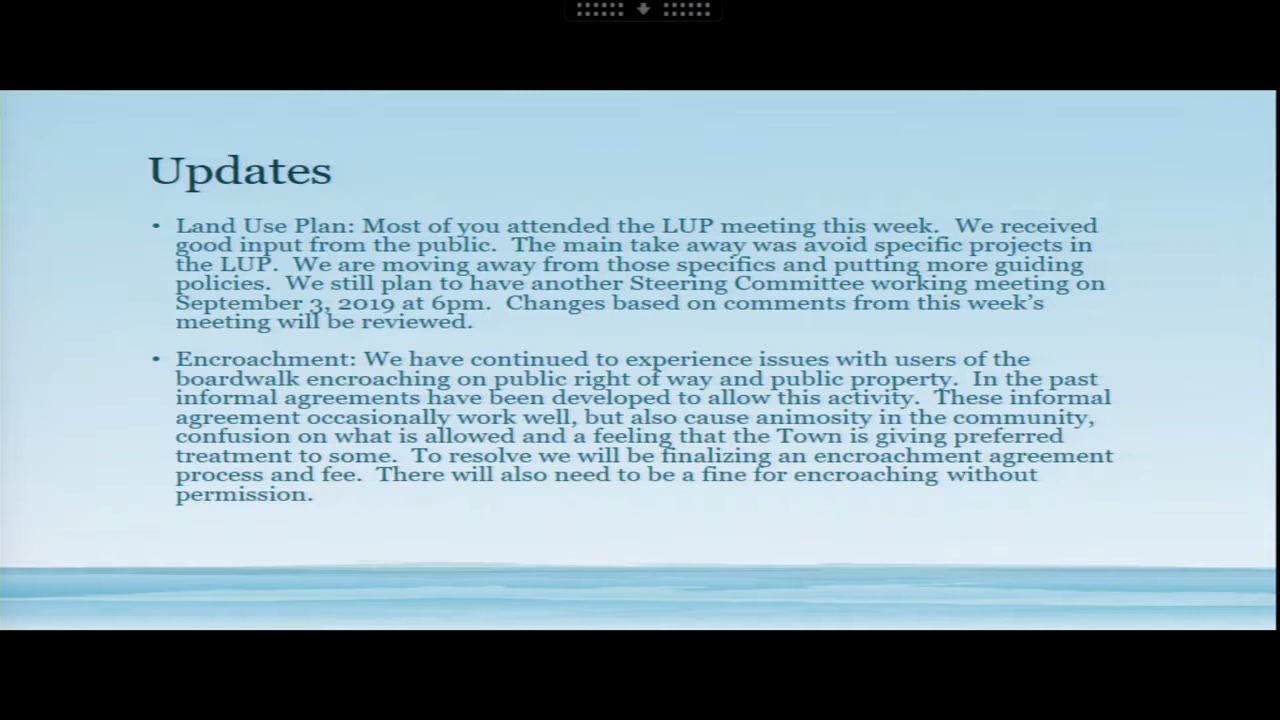 Updates
• Land Use Plan: Most of you attended the LUP meeting this week. We received
good input from the public. The main take away was avoid specific projects in
the LUP. We are moving away from those specifics and putting more guiding
policies. We still plan to have another Steering Committee working meeting on
September 3, 2019 at 6pm. Changes based on comments from this week's
meeting will be reviewed.
• Encroachment: We have continued to experience issues with users of the
boardwalk encroaching on public right of way and public property. In the past
informal agreements have been developed to allow this activity. These informal
agreement occasionally work well, but also cause animosity in the community,
confusion on what is allowed and a feeling that the Town is giving preferred
treatment to some. To resolve we will be finalizing an encroachment agreement
process and fee. There will also need to be a fine for encroaching without
permission.